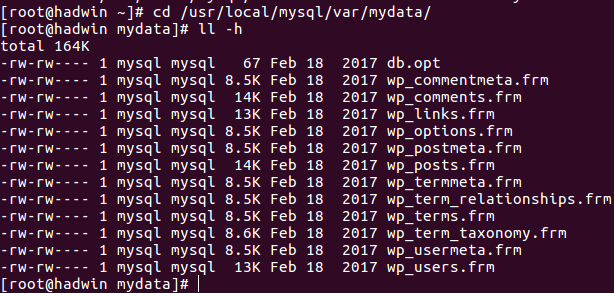 [root@hadwin ~]# cd /usr/local/mysql/var/mydata/
[root@hadwin mydata]# ll -h
total 164K
-rw-rw---- 1 mysql mysql   67 Feb 18  2017 db.opt
-rw-rw---- 1 mysql mysql 8.5K Feb 18  2017 wp_commentmeta.frm
-rw-rw---- 1 mysql mysql  14K Feb 18  2017 wp_comments.frm
-rw-rw---- 1 mysql mysql  13K Feb 18  2017 wp_links.frm
-rw-rw---- 1 mysql mysql 8.5K Feb 18  2017 wp_options.frm
-rw-rw---- 1 mysql mysql 8.5K Feb 18  2017 wp_postmeta.frm
-rw-rw---- 1 mysql mysql  14K Feb 18  2017 wp_posts.frm
-rw-rw---- 1 mysql mysql 8.5K Feb 18  2017 wp_termmeta.frm
-rw-rw---- 1 mysql mysql 8.5K Feb 18  2017 wp_term_relationships.frm
-rw-rw---- 1 mysql mysql 8.5K Feb 18  2017 wp_terms.frm
-rw-rw---- 1 mysql mysql 8.6K Feb 18  2017 wp_term_taxonomy.frm
-rw-rw---- 1 mysql mysql 8.5K Feb 18  2017 wp_usermeta.frm
-rw-rw---- 1 mysql mysql  13K Feb 18  2017 wp_users.frm
[root@hadwin mydata]#